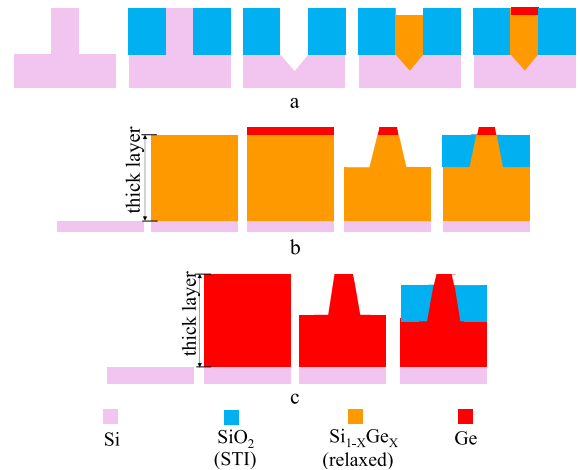 a
thick layer
b
thick layer
c
Si
SiO2
(STI)
Si1-XGeX
(relaxed)
Ge